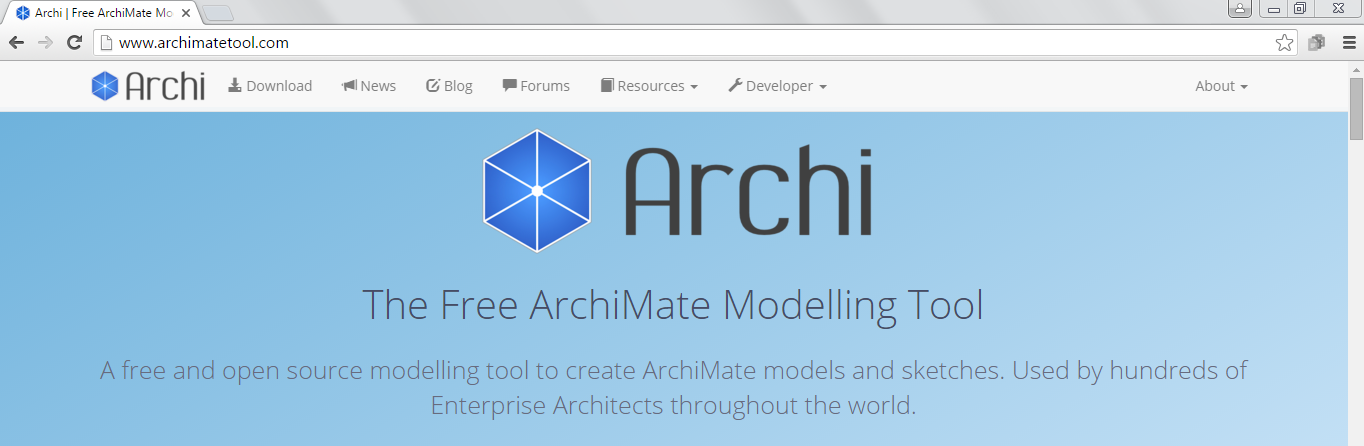 Archi | Free ArchiMate Mo
www.archimatetool.com
Archi Download News Blog Forums Resources Developer About
Archi
The Free ArchiMate Modelling Tool
A free and open source modelling tool to create ArchiMate models and sketches. Used by hundreds of
Enterprise Architects throughout the world.